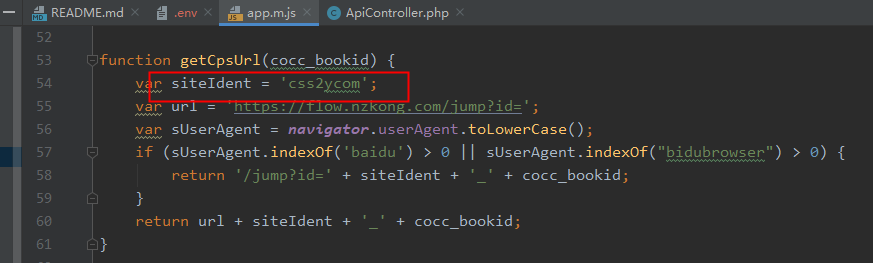 README.md .env app.m.js ApiController.php
52
53 function getCpsUrl(cocc_bookid) {
54 var siteIdent = 'css2ycom';
55 var url = 'https://flow.nzkong.com/jump?id=';
56 var sUserAgent = navigator.userAgent.toLowerCase();
57 if (sUserAgent.indexOf('baidu') > 0 || sUserAgent.indexOf("bidubrowser") > 0) {
58 return '/jump?id=' + siteIdent + '_' + cocc_bookid;
59 }
60 return url + siteIdent + '_' + cocc_bookid;
61 }